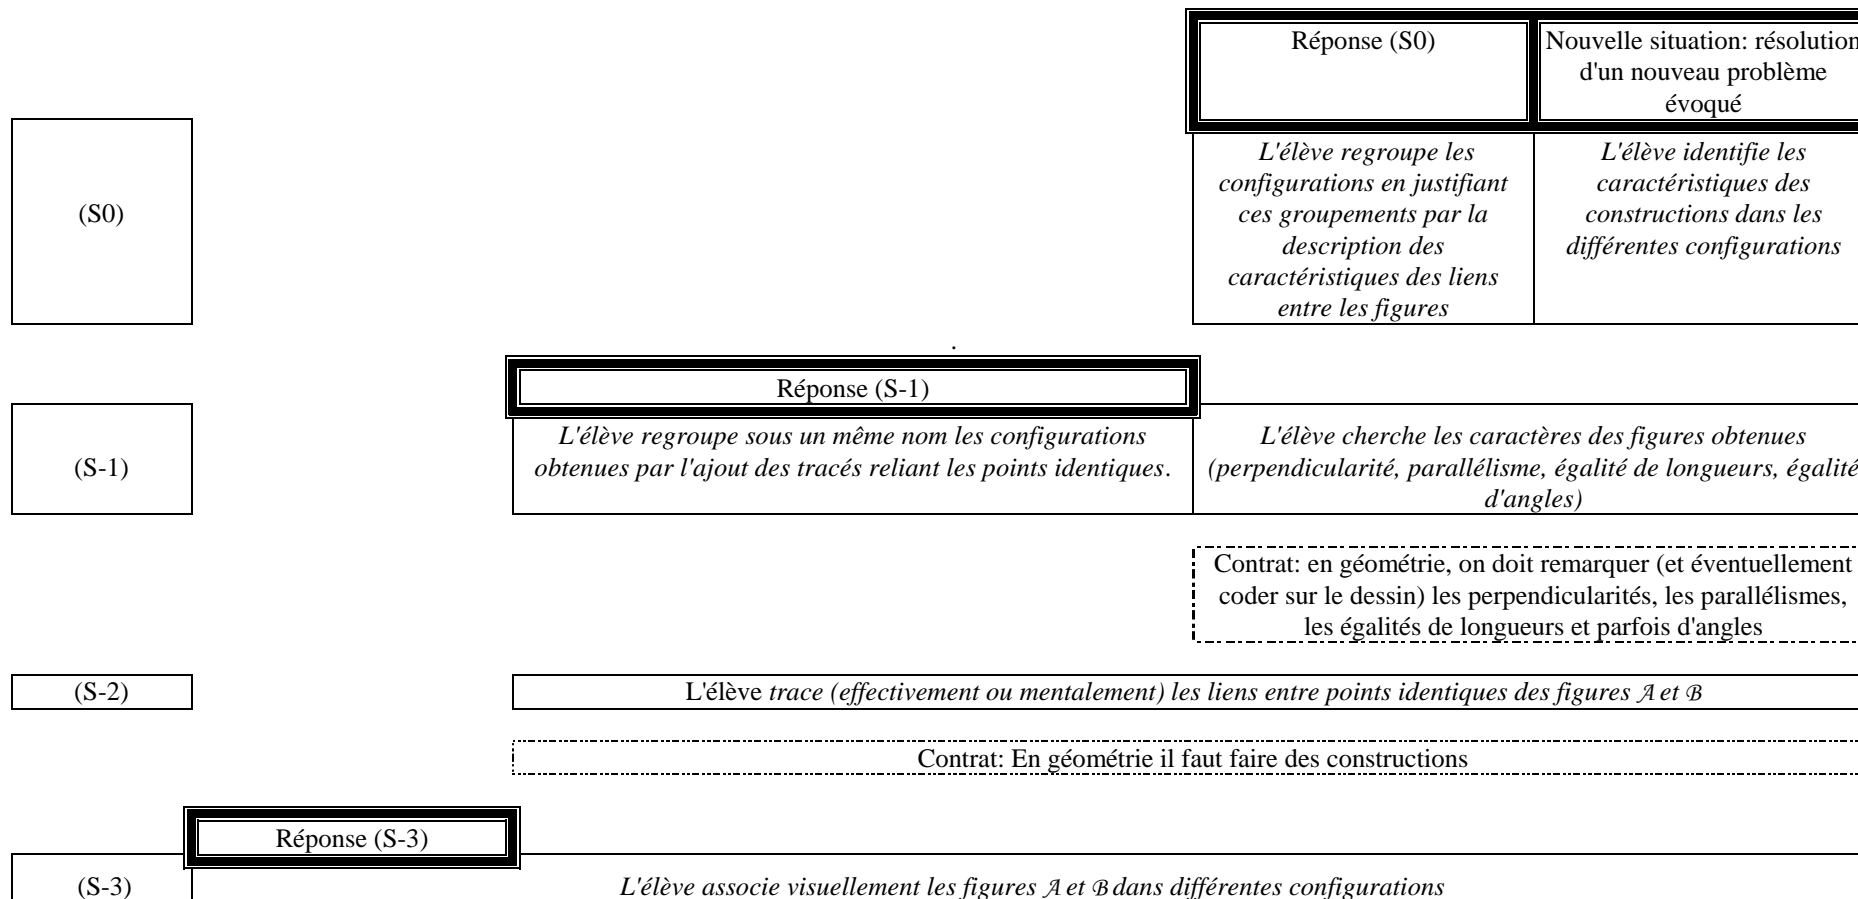 Réponse (S0)
Nouvelle situation: résolution
d'un nouveau problème
évoqué
(S0)
L'élève regroupe les
configurations en justifiant
ces groupements par la
description des
caractéristiques des liens
entre les figures
L'élève identifie les
caractéristiques des
constructions dans les
différentes configurations
.
Réponse (S-1)
(S-1)
L'élève regroupe sous un même nom les configurations
obtenues par l'ajout des tracés reliant les points identiques.
L'élève cherche les caractères des figures obtenues
(perpendicularité, parallélisme, égalité de longueurs, égalité
d'angles)
Contrat: en géométrie, on doit remarquer (et éventuellement
coder sur le dessin) les perpendicularités, les parallélismes,
les égalités de longueurs et parfois d'angles
(S-2)
L'élève trace (effectivement ou mentalement) les liens entre points identiques des figures A et B
Contrat: En géométrie il faut faire des constructions
Réponse (S-3)
(S-3)
L'élève associe visuellement les figures A et B dans différentes configurations